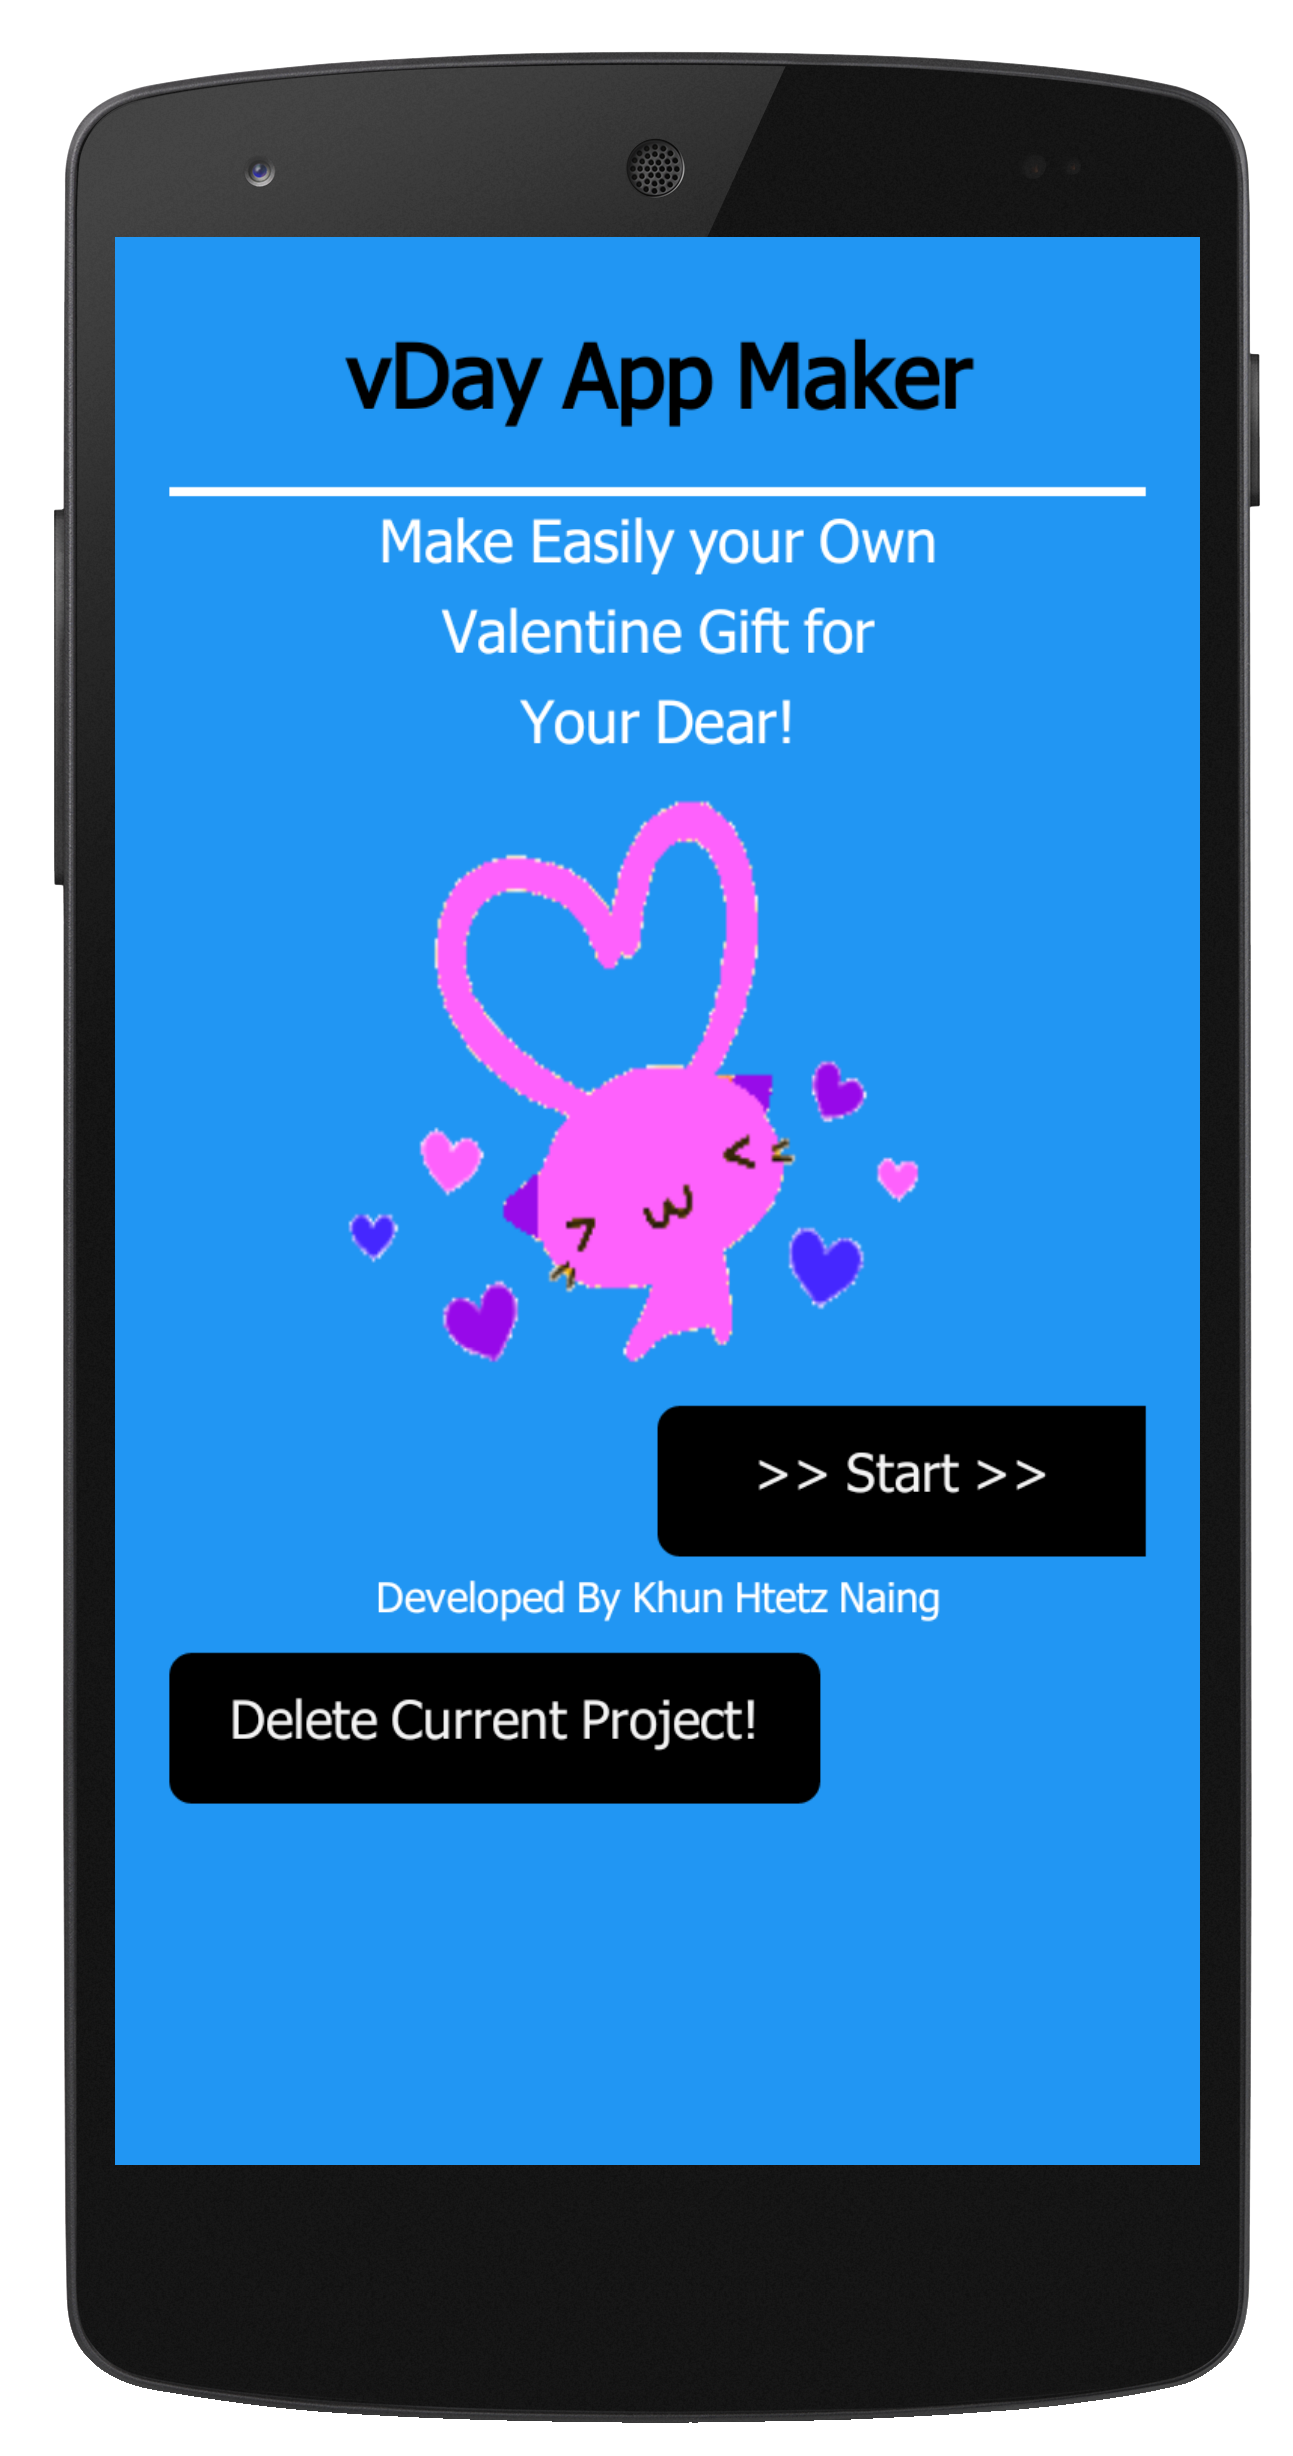 vDay App Maker
Make Easily your Own
Valentine Gift for
Your Dear!
>> Start >>
Developed By Khun Htetz Naing
Delete Current Project!